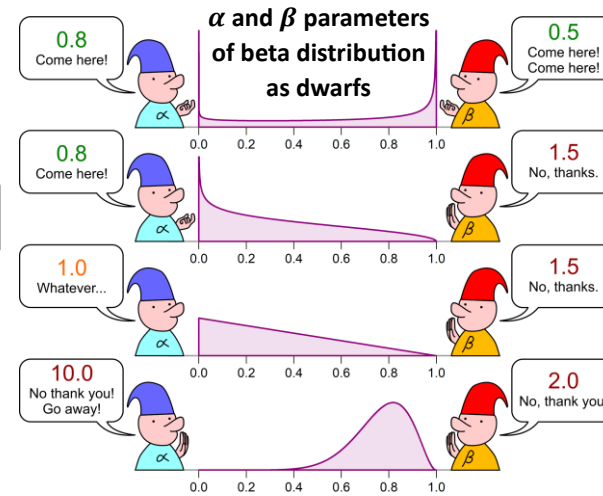 α and β parameters
of beta distribution
as dwarfs
0.8
Come here!
α
0.5
Come here!
Come here!
β
0.0 0.2 0.4 0.6 0.8 1.0
0.8
Come here!
α
1.5
No, thanks.
β
0.0 0.2 0.4 0.6 0.8 1.0
1.0
Whatever...
α
1.5
No, thanks.
β
0.0 0.2 0.4 0.6 0.8 1.0
10.0
No thank you!
Go away!
α
2.0
No, thank you
β
0.0 0.2 0.4 0.6 0.8 1.0